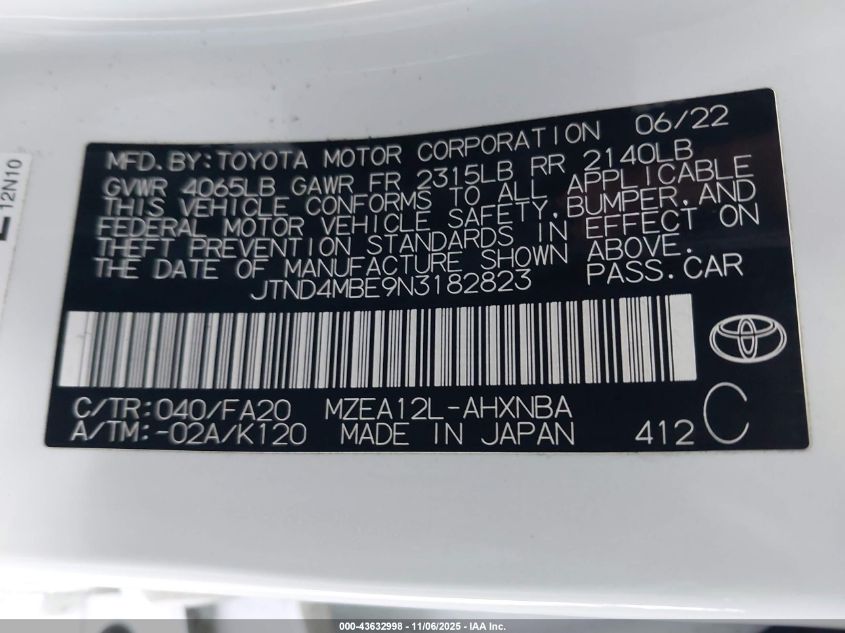 MFD. BY: TOYOTA MOTOR CORPORATION 06/22
GVWR 4065LB GAWR FR 2315LB RR 2140LB
THIS VEHICLE CONFORMS TO ALL APPLICABLE
FEDERAL MOTOR VEHICLE SAFETY, BUMPER, AND
THEFT PREVENTION STANDARDS IN EFFECT ON
THE DATE OF MANUFACTURE SHOWN ABOVE.
JTND4MBE9N3182823 PASS. CAR
C/TR: 040/FA20 MZEA12L-AHXNBA
A/TM: -02A/K120 MADE IN JAPAN 412 C
12N10
000-43632998 - 11/06/2025 - IAA Inc.